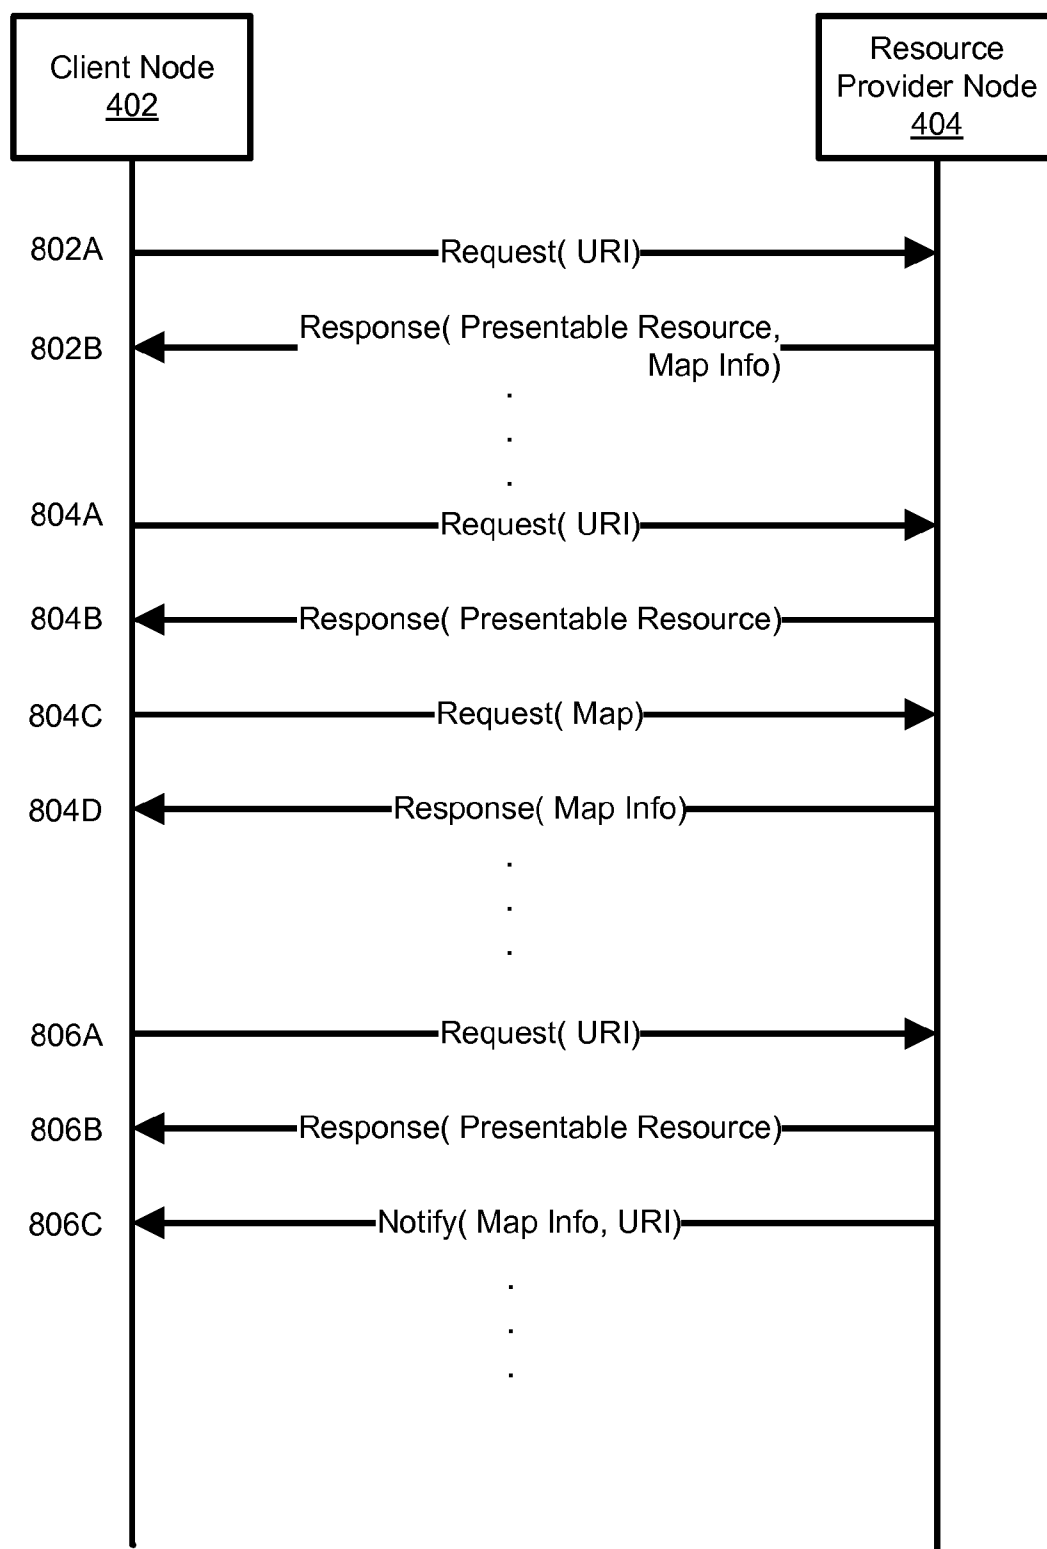 Client Node
402
Resource
Provider Node
404
802A
Request( URI)
802B
Response( Presentable Resource,
Map Info)
.
.
.
804A
Request( URI)
804B
Response( Presentable Resource)
804C
Request( Map)
804D
Response( Map Info)
.
.
.
806A
Request( URI)
806B
Response( Presentable Resource)
806C
Notify( Map Info, URI)
.
.
.